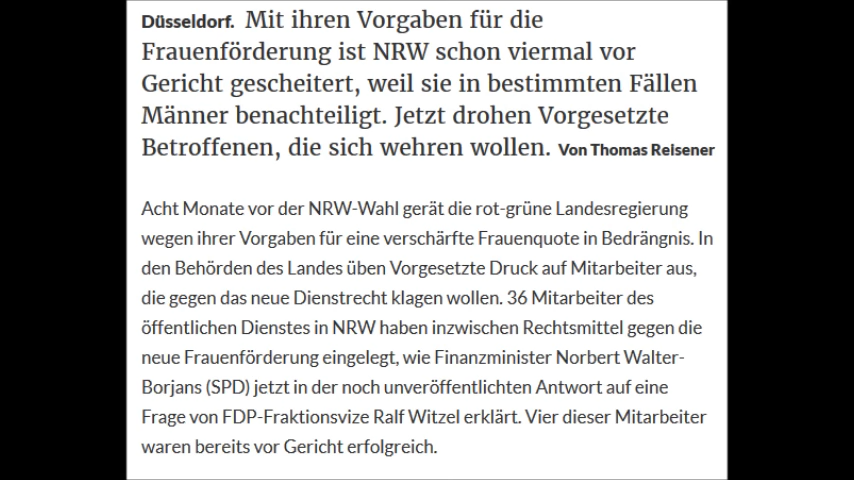 Düsseldorf. Mit ihren Vorgaben für die
Frauenförderung ist NRW schon viermal vor
Gericht gescheitert, weil sie in bestimmten Fällen
Männer benachteiligt. Jetzt drohen Vorgesetzte
Betroffenen, die sich wehren wollen. Von Thomas Reisener
Acht Monate vor der NRW-Wahl gerät die rot-grüne Landesregierung
wegen ihrer Vorgaben für eine verschärfte Frauenquote in Bedrängnis. In
den Behörden des Landes üben Vorgesetzte Druck auf Mitarbeiter aus,
die gegen das neue Dienstrecht klagen wollen. 36 Mitarbeiter des
öffentlichen Dienstes in NRW haben inzwischen Rechtsmittel gegen die
neue Frauenförderung eingelegt, wie Finanzminister Norbert Walter-
Borjans (SPD) jetzt in der noch unveröffentlichten Antwort auf eine
Frage von FDP-Fraktionsvize Ralf Witzel erklärt. Vier dieser Mitarbeiter
waren bereits vor Gericht erfolgreich.